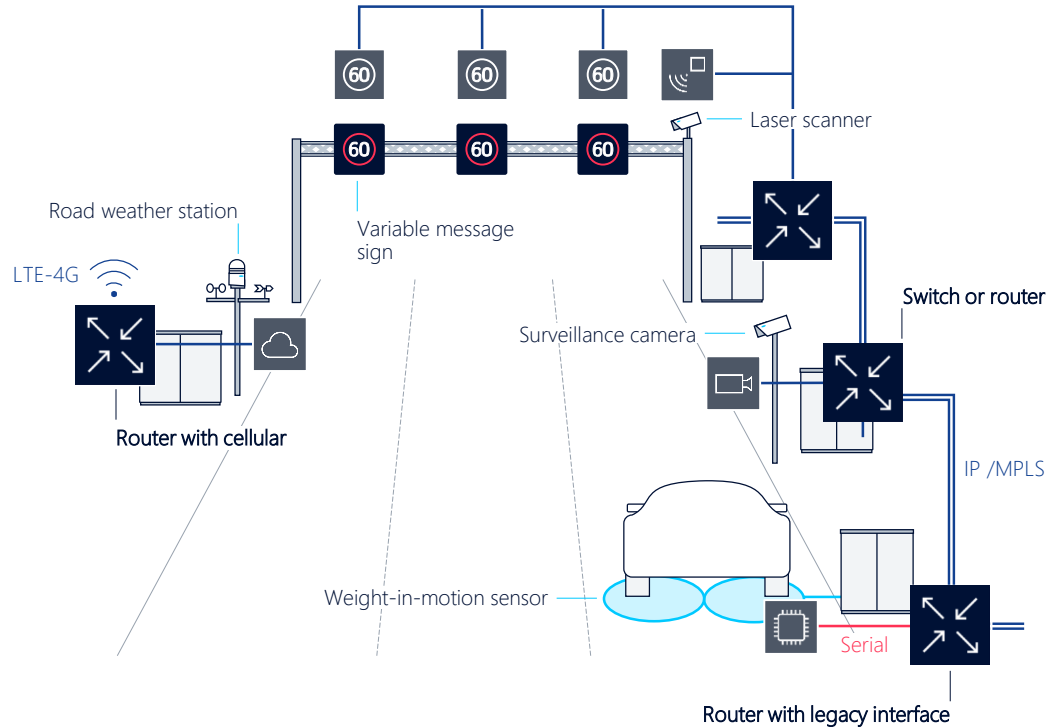 60
60
60
60
60
60
Laser scanner
Road weather station
Variable message
sign
LTE-4G
Switch or router
Surveillance camera
Router with cellular
IP /MPLS
Weight-in-motion sensor
Serial
Router with legacy interface